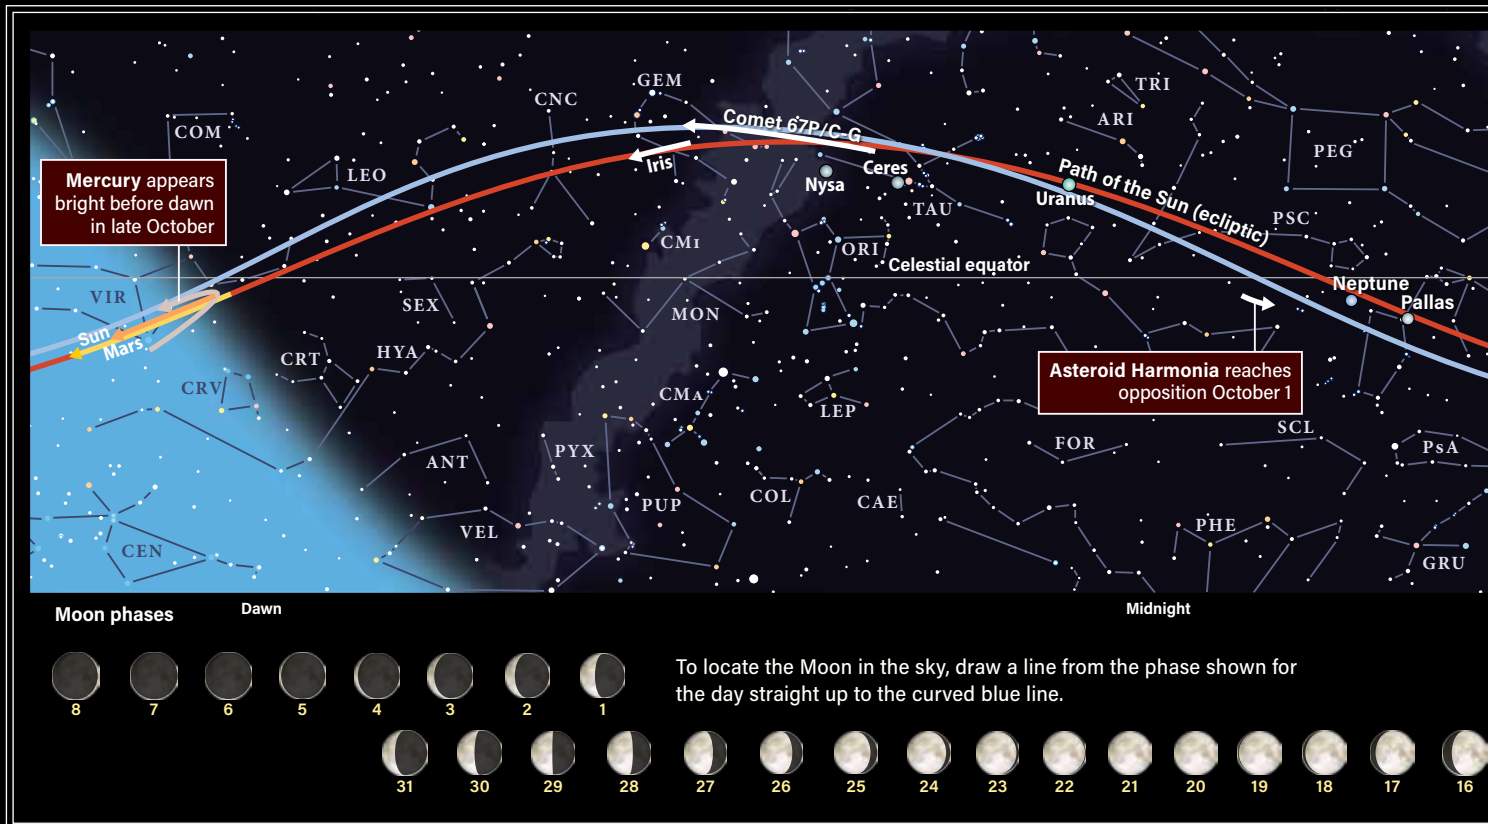 GEM
CNC
TRI
COM
Comet 67P/C-G
ARI
PEG
Mercury appears
bright before dawn
in late October
LEO
Iris
Nysa
Ceres
TAU
Uranus
Path of the Sun (ecliptic)
PSC
CMi
ORI
Celestial equator
VIR
SEX
MON
Neptune
Pallas
Sun
Mars
CRT
HYA
CRV
CMa
LEP
Asteroid Harmonia reaches
opposition October 1
ANT
PYX
FOR
SCL
PsA
PUP
COL
CAE
VEL
CEN
PHE
GRU
Moon phases
Dawn
Midnight
8 7 6 5 4 3 2 1
To locate the Moon in the sky, draw a line from the phase shown for
the day straight up to the curved blue line.
31 30 29 28 27 26 25 24 23 22 21 20 19 18 17 16